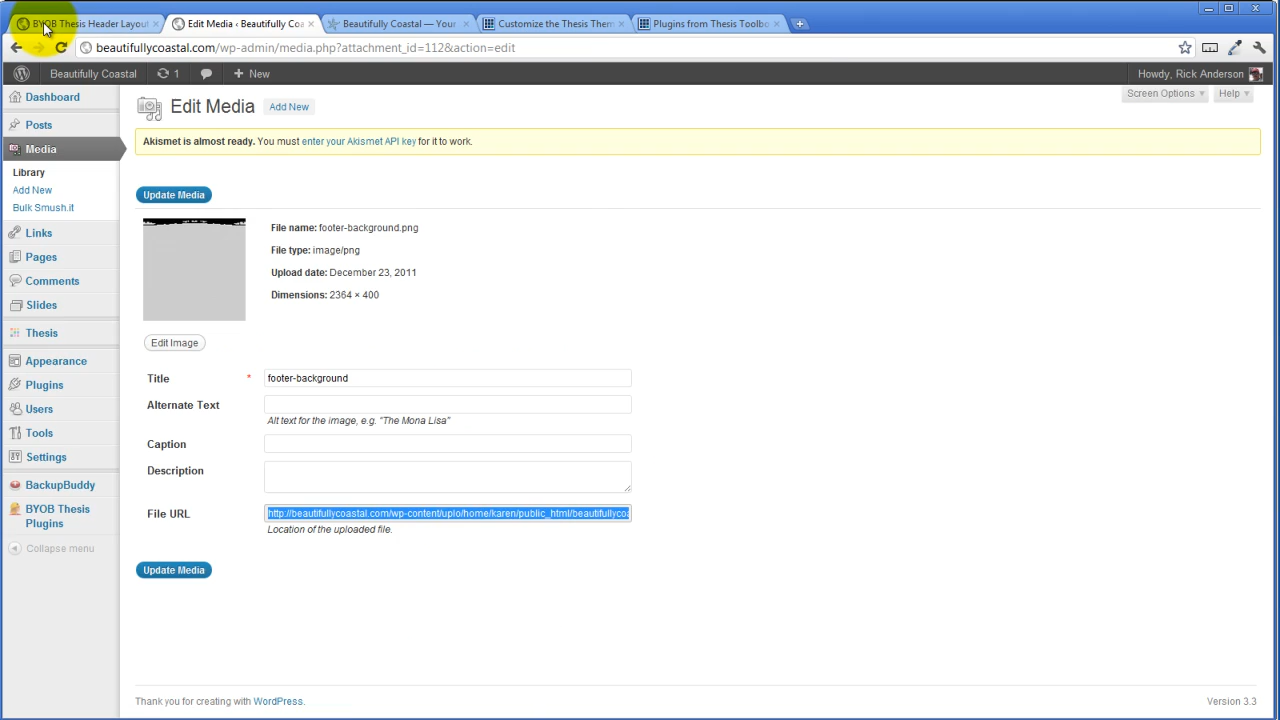 BYOB Thesis Header Layou
Edit Media ‹ Beautifully Coa
Beautifully Coastal — Your
Customize the Thesis Them
Plugins from Thesis Toolbo
beautifullycoastal.com/wp-admin/media.php?attachment_id=112&action=edit
Beautifully Coastal
1
New
Howdy, Rick Anderson
Dashboard
Posts
Media
Library
Add New
Bulk Smush.it
Links
Pages
Comments
Slides
Thesis
Appearance
Plugins
Users
Tools
Settings
BackupBuddy
BYOB Thesis
Plugins
Collapse menu
Screen Options
Help
Edit Media
Add New
Akismet is almost ready. You must enter your Akismet API key for it to work.
Update Media
File name: footer-background.png
File type: image/png
Upload date: December 23, 2011
Dimensions: 2364 × 400
Edit Image
Title * footer-background
Alternate Text
Alt text for the image, e.g. "The Mona Lisa"
Caption
Description
File URL http://beautifullycoastal.com/wp-content/uplo/home/karen/public_html/beautifullycoa
Location of the uploaded file.
Update Media
Thank you for creating with WordPress.
Version 3.3